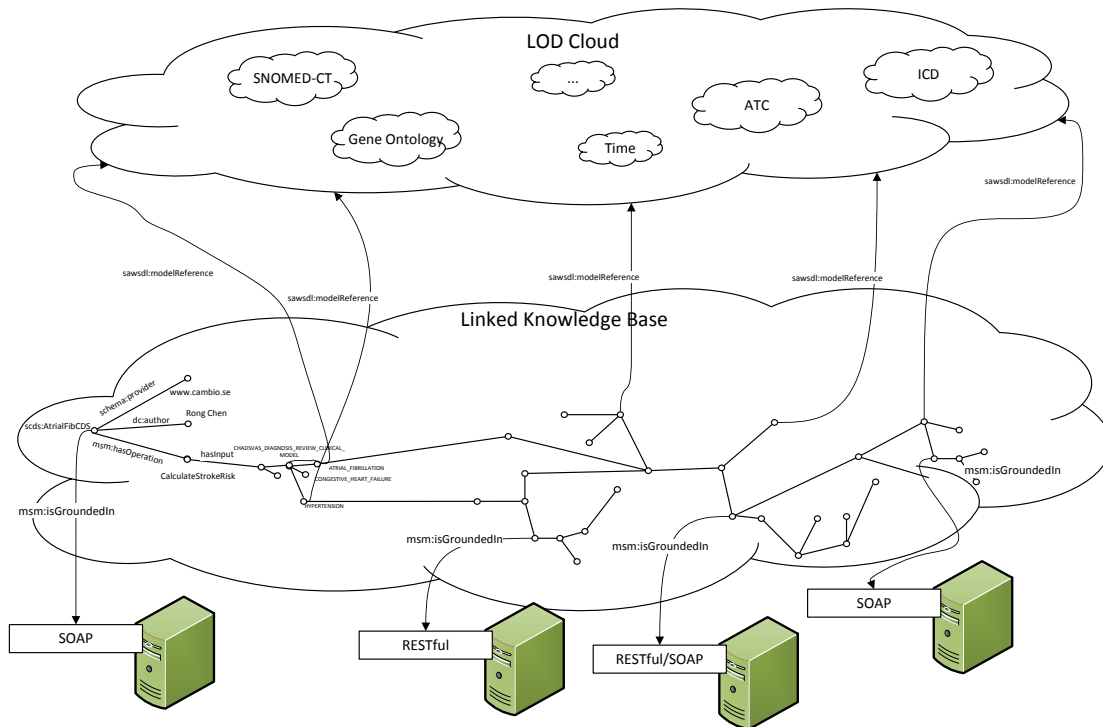 LOD Cloud
SNOMED-CT
...
ICD
ATC
Gene Ontology
Time
sawsdl:modelReference
sawsdl:modelReference
sawsdl:modelReference
sawsdl:modelReference
sawsdl:modelReference
Linked Knowledge Base
schema:provider
www.cambio.se
scds:AtrialFibCDS
dc:author
Rong Chen
msm:hasOperation
hasInput
CHADSVAS_DIAGNOSIS_REVIEW_CLINICAL_
MODEL
CalculateStrokeRisk
ATRIAL_FIBRILLATION
CONGESTIVE_HEART_FAILURE
HYPERTENSION
msm:isGroundedIn
msm:isGroundedIn
msm:isGroundedIn
msm:isGroundedIn
SOAP
RESTful
RESTful/SOAP
SOAP